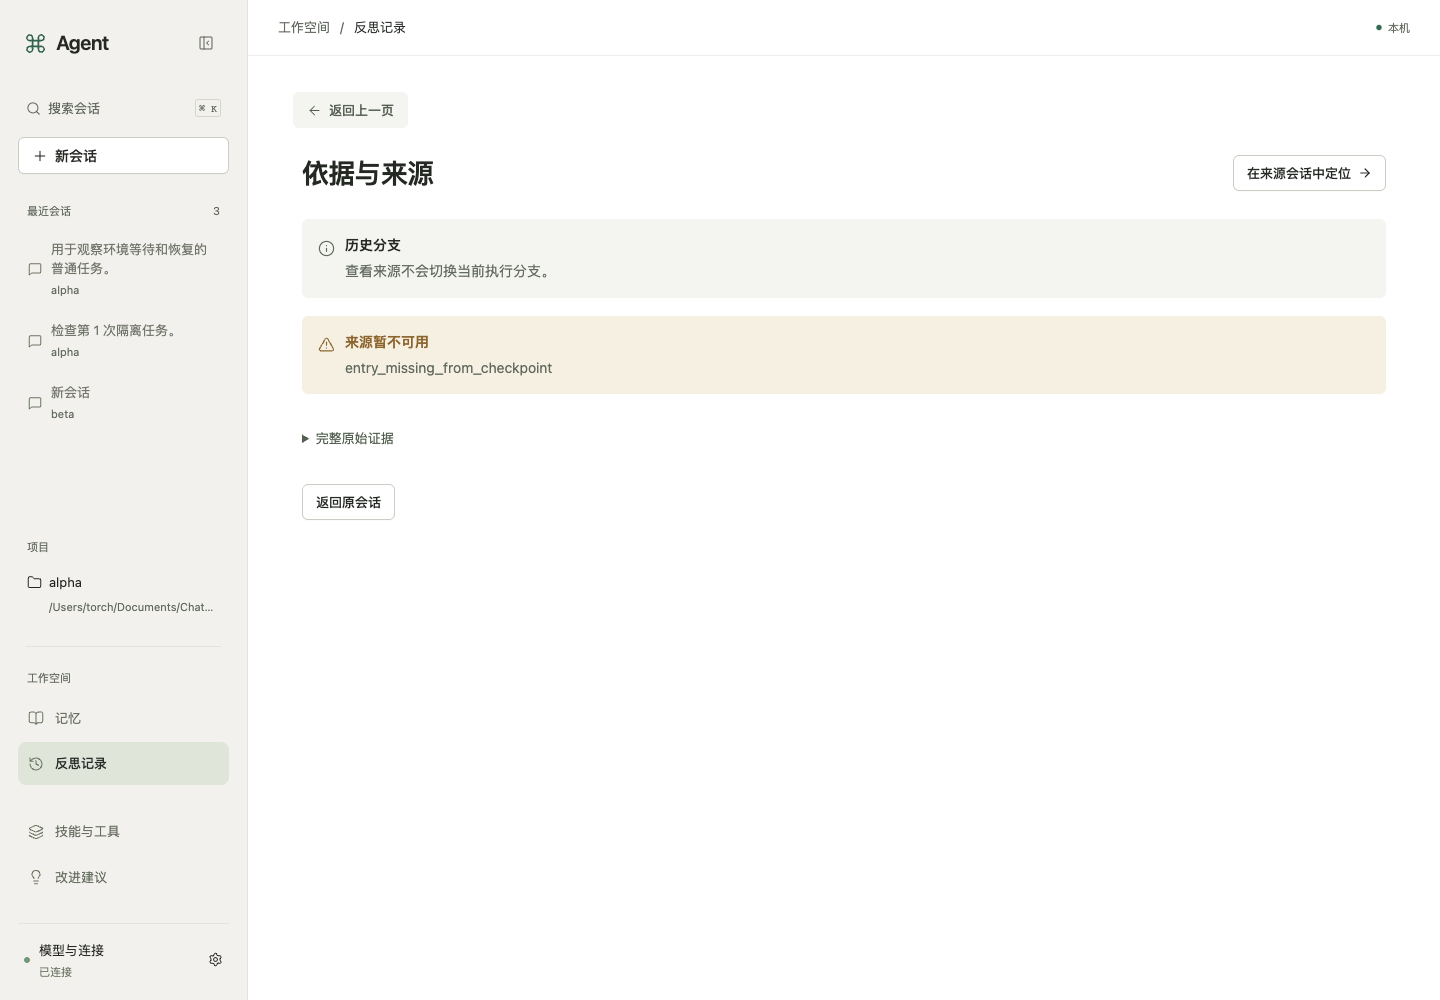 Agent
搜索会话
⌘ K
新会话
最近会话 3
用于观察环境等待和恢复的
普通任务。
alpha
检查第 1 次隔离任务。
alpha
新会话
beta
项目
alpha
/Users/torch/Documents/Chat...
工作空间
记忆
反思记录
技能与工具
改进建议
模型与连接
已连接
工作空间 / 反思记录
本机
返回上一页
依据与来源
在来源会话中定位
历史分支
查看来源不会切换当前执行分支。
来源暂不可用
entry_missing_from_checkpoint
完整原始证据
返回原会话